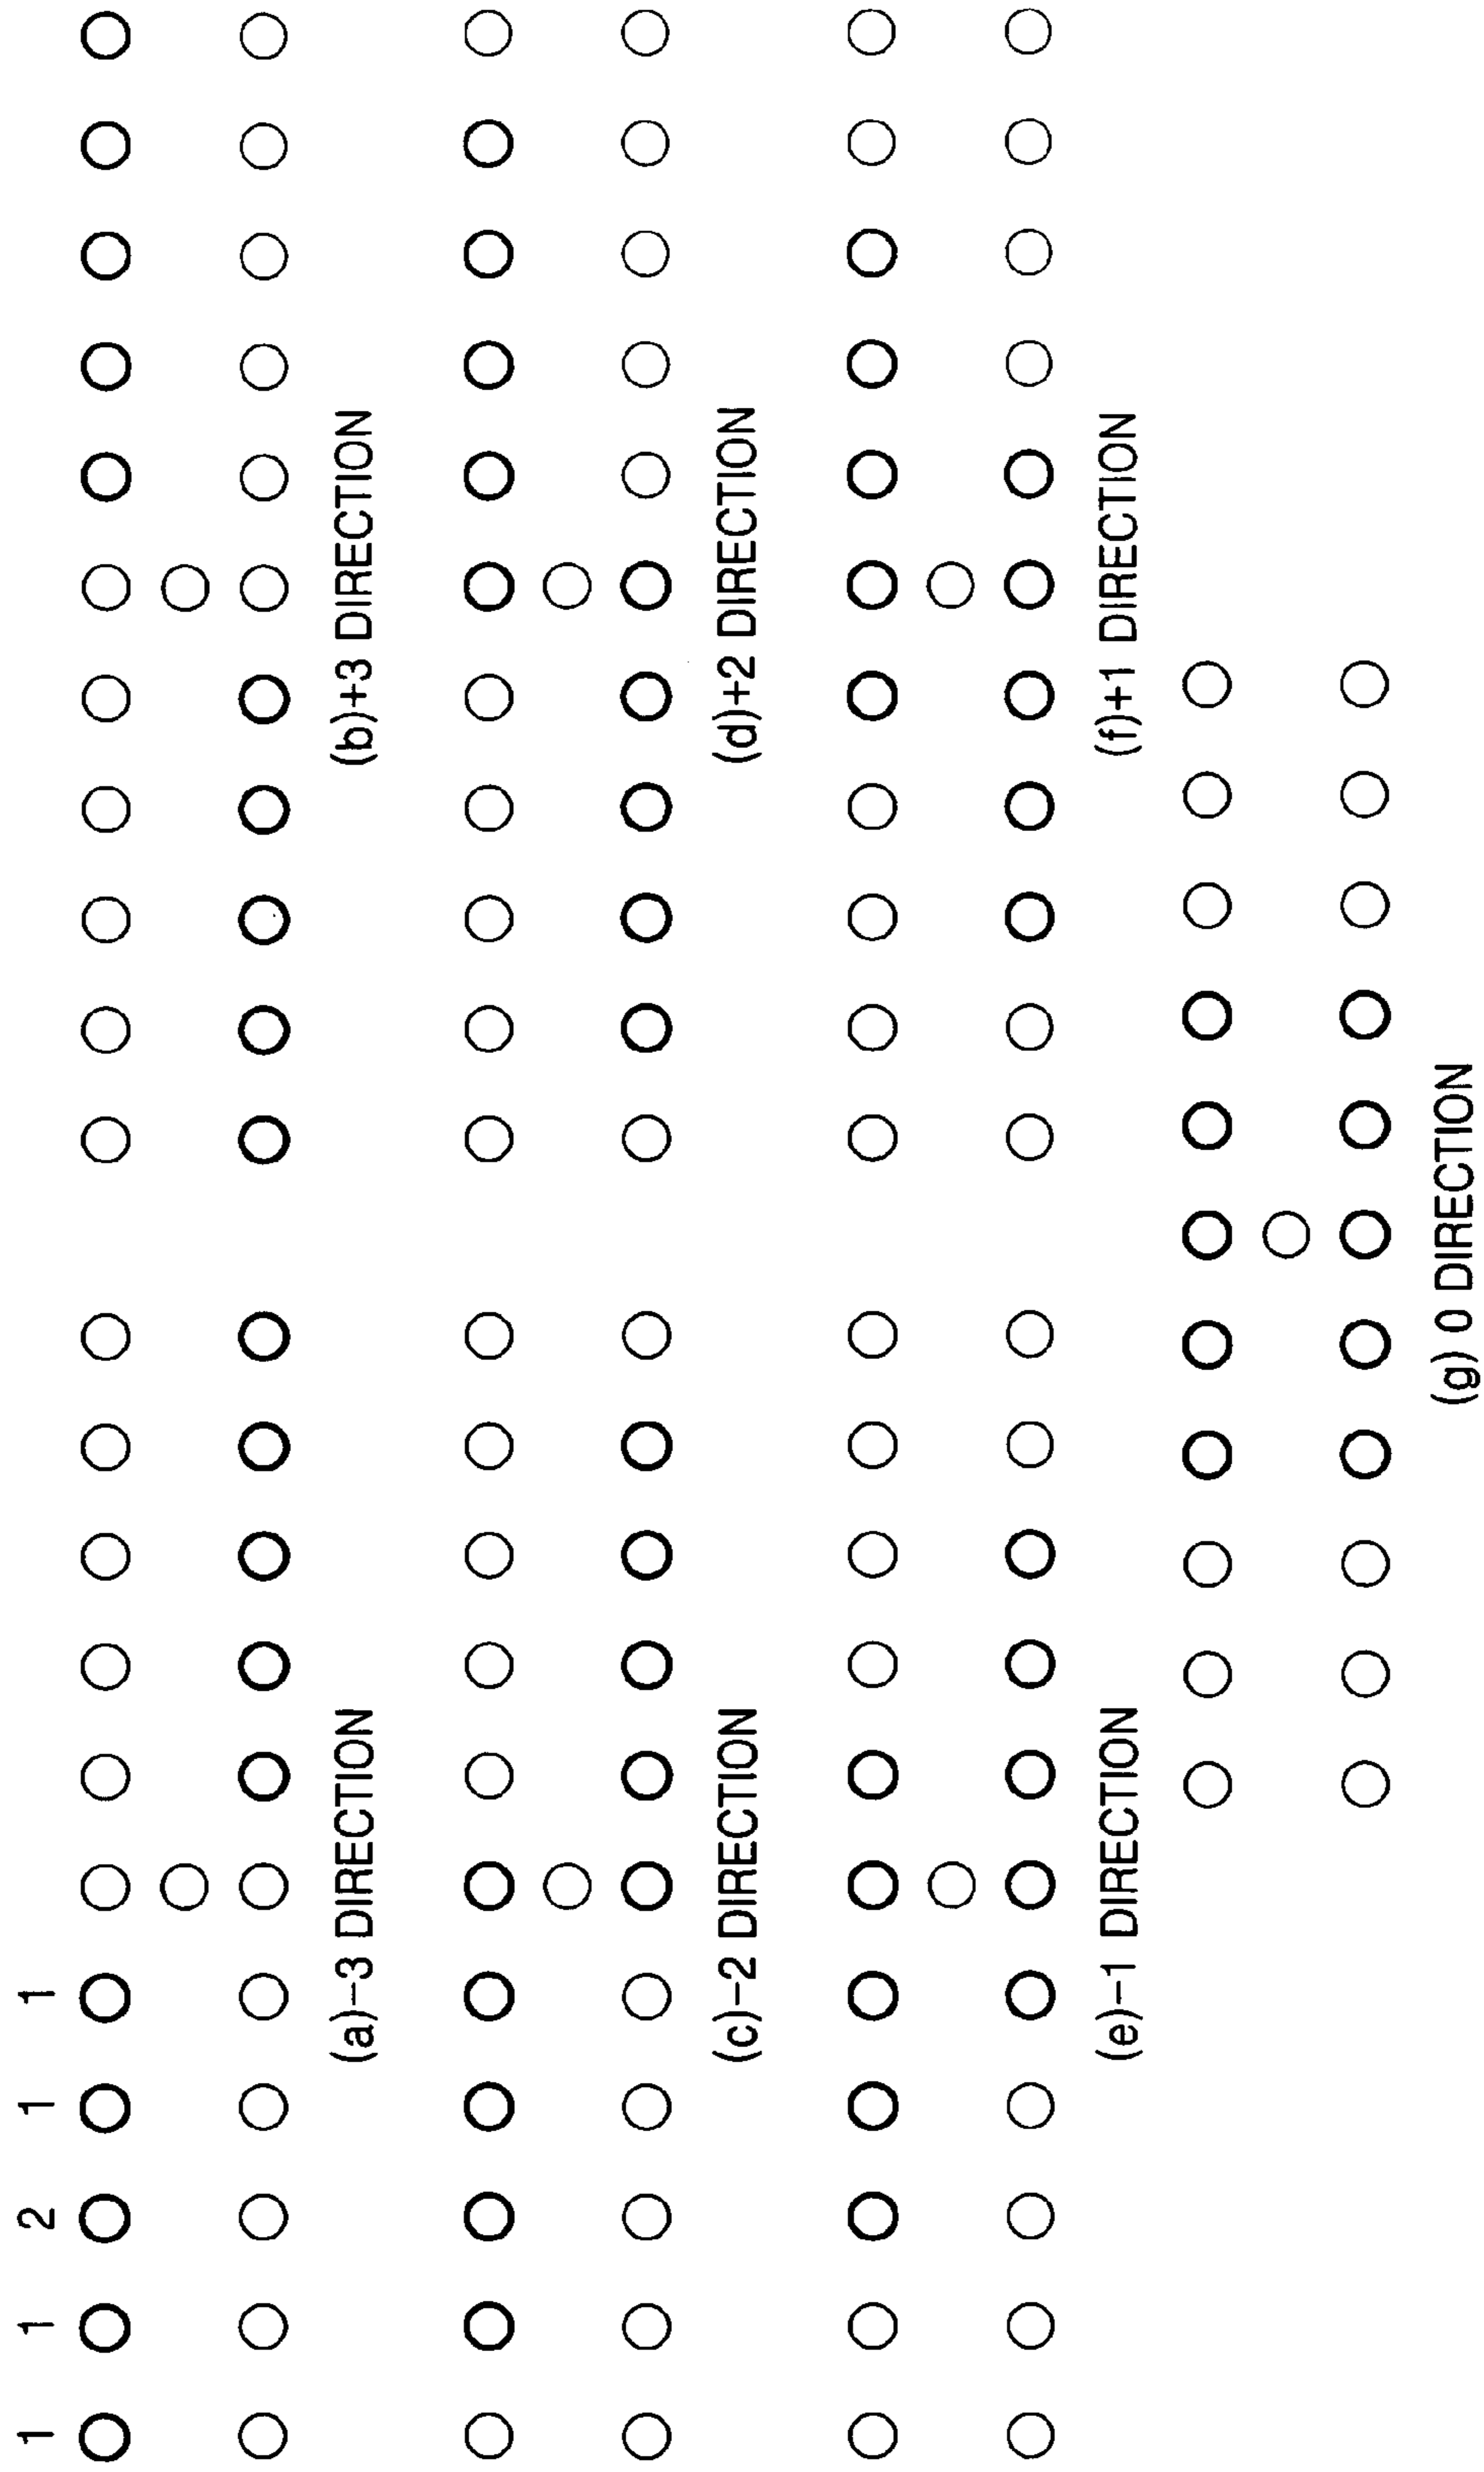 1 1 2 1 1
(a)−3 DIRECTION
(b)+3 DIRECTION
(c)−2 DIRECTION
(d)+2 DIRECTION
(e)−1 DIRECTION
(f)+1 DIRECTION
(g) 0 DIRECTION